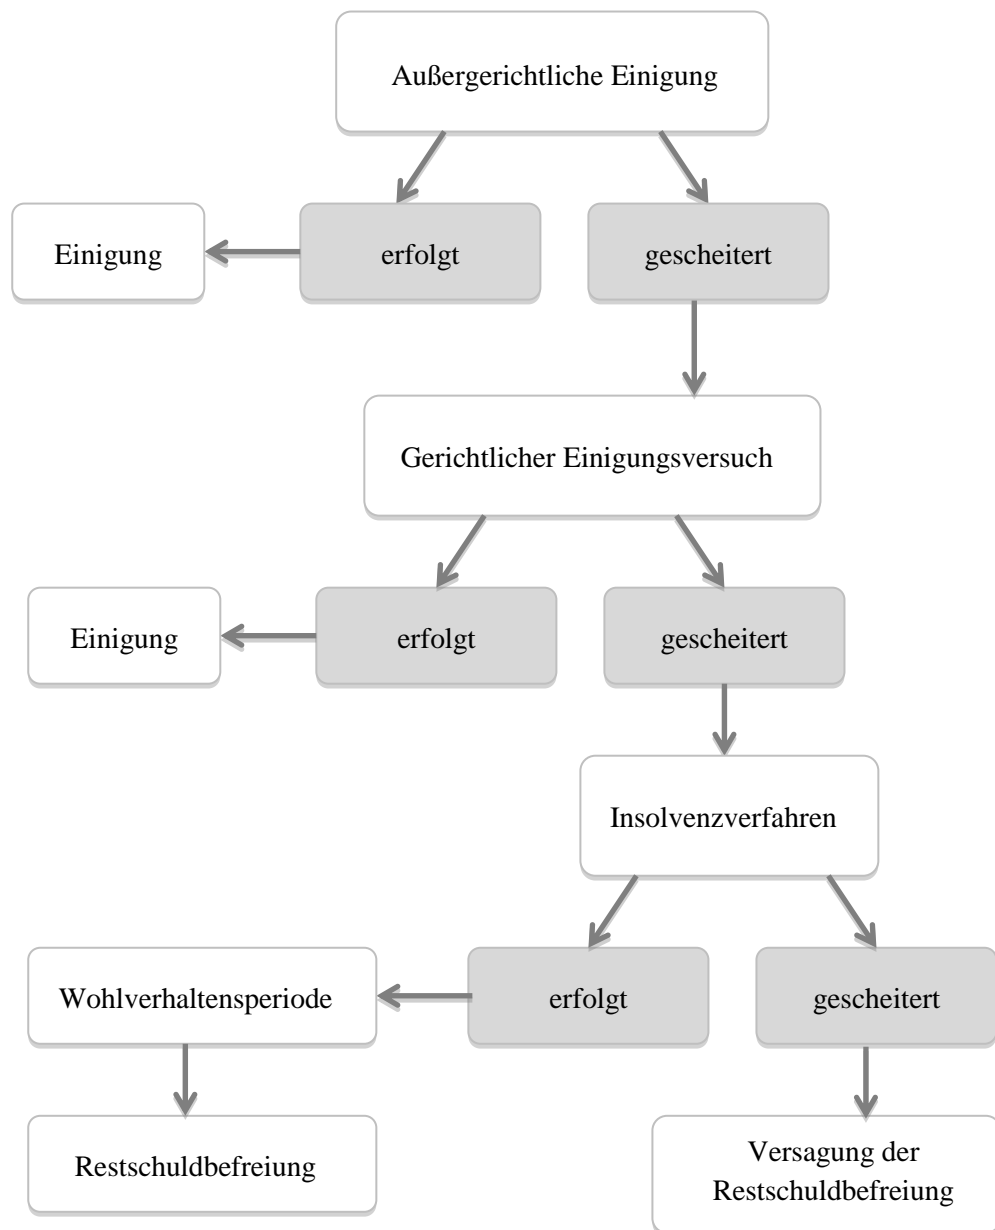 Außergerichtliche Einigung
Einigung
erfolgt
gescheitert
Gerichtlicher Einigungsversuch
Einigung
erfolgt
gescheitert
Insolvenzverfahren
Wohlverhaltensperiode
erfolgt
gescheitert
Restschuldbefreiung
Versagung der
Restschuldbefreiung